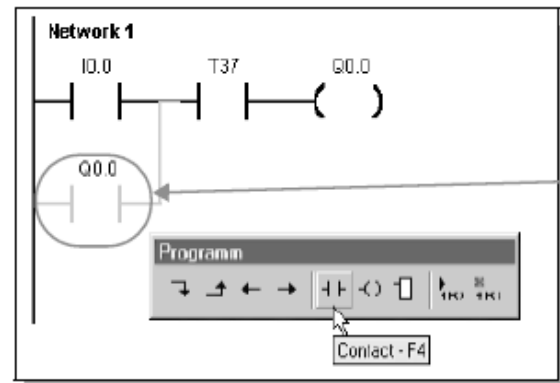 Network 1
I0.0 T37 Q0.0
Q0.0
Programm
Contact - F4